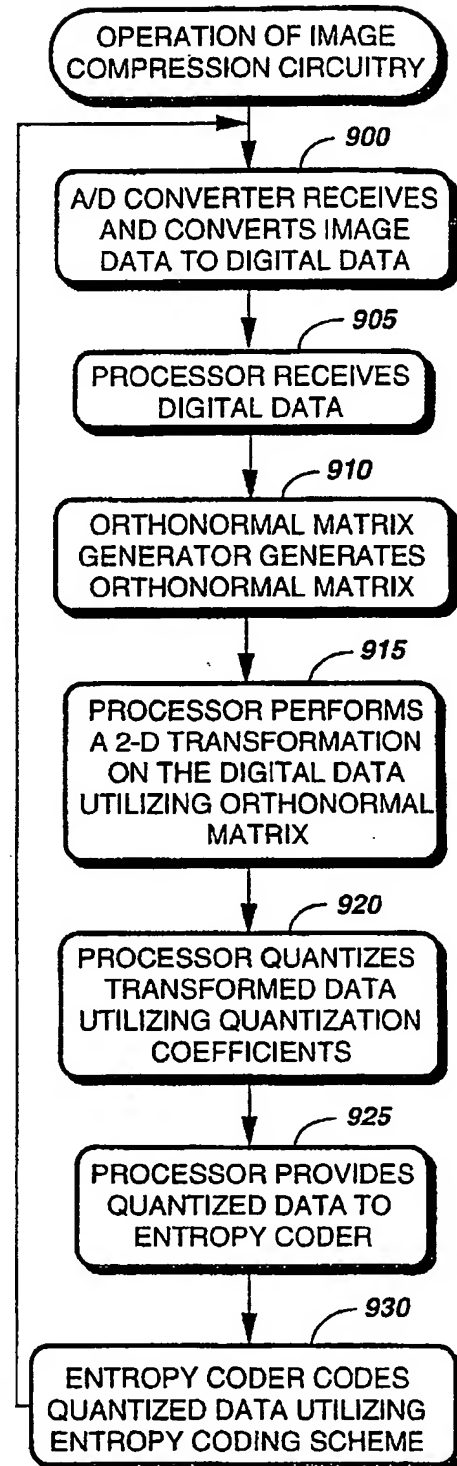 OPERATION OF IMAGE
COMPRESSION CIRCUITRY
900
A/D CONVERTER RECEIVES
AND CONVERTS IMAGE
DATA TO DIGITAL DATA
905
PROCESSOR RECEIVES
DIGITAL DATA
910
ORTHONORMAL MATRIX
GENERATOR GENERATES
ORTHONORMAL MATRIX
915
PROCESSOR PERFORMS
A 2-D TRANSFORMATION
ON THE DIGITAL DATA
UTILIZING ORTHONORMAL
MATRIX
920
PROCESSOR QUANTIZES
TRANSFORMED DATA
UTILIZING QUANTIZATION
COEFFICIENTS
925
PROCESSOR PROVIDES
QUANTIZED DATA TO
ENTROPY CODER
930
ENTROPY CODER CODES
QUANTIZED DATA UTILIZING
ENTROPY CODING SCHEME